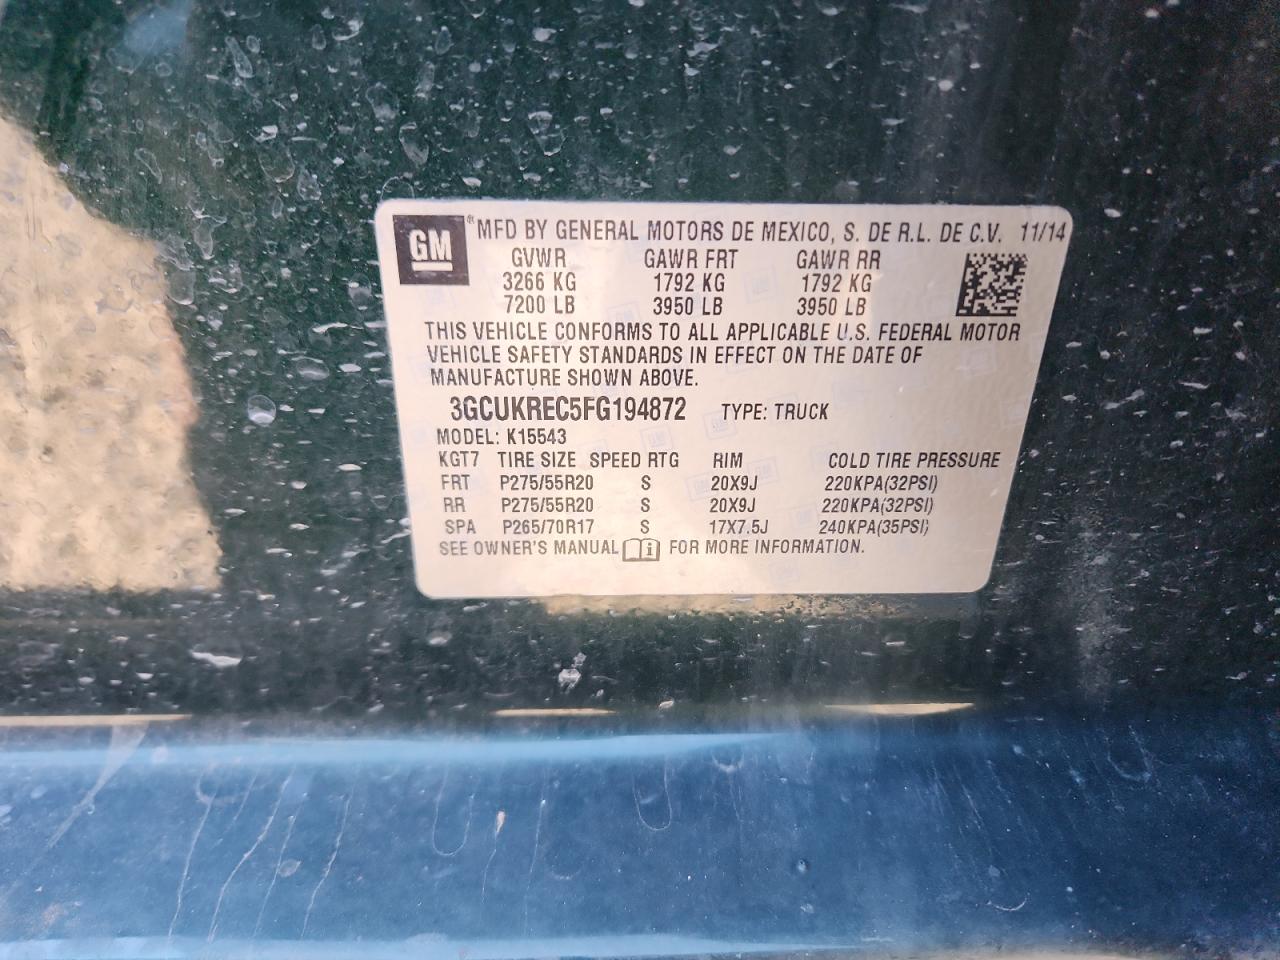 GM ® MFD BY GENERAL MOTORS DE MEXICO, S. DE R.L. DE C.V. 11/14
GVWR GAWR FRT GAWR RR
3266 KG 1792 KG 1792 KG
7200 LB 3950 LB 3950 LB
THIS VEHICLE CONFORMS TO ALL APPLICABLE U.S. FEDERAL MOTOR
VEHICLE SAFETY STANDARDS IN EFFECT ON THE DATE OF
MANUFACTURE SHOWN ABOVE.
3GCUKREC5FG194872 TYPE: TRUCK
MODEL: K15543
KGT7 TIRE SIZE SPEED RTG RIM COLD TIRE PRESSURE
FRT P275/55R20 S 20X9J 220KPA(32PSI)
RR P275/55R20 S 20X9J 220KPA(32PSI)
SPA P265/70R17 S 17X7.5J 240KPA(35PSI)
SEE OWNER'S MANUAL FOR MORE INFORMATION.